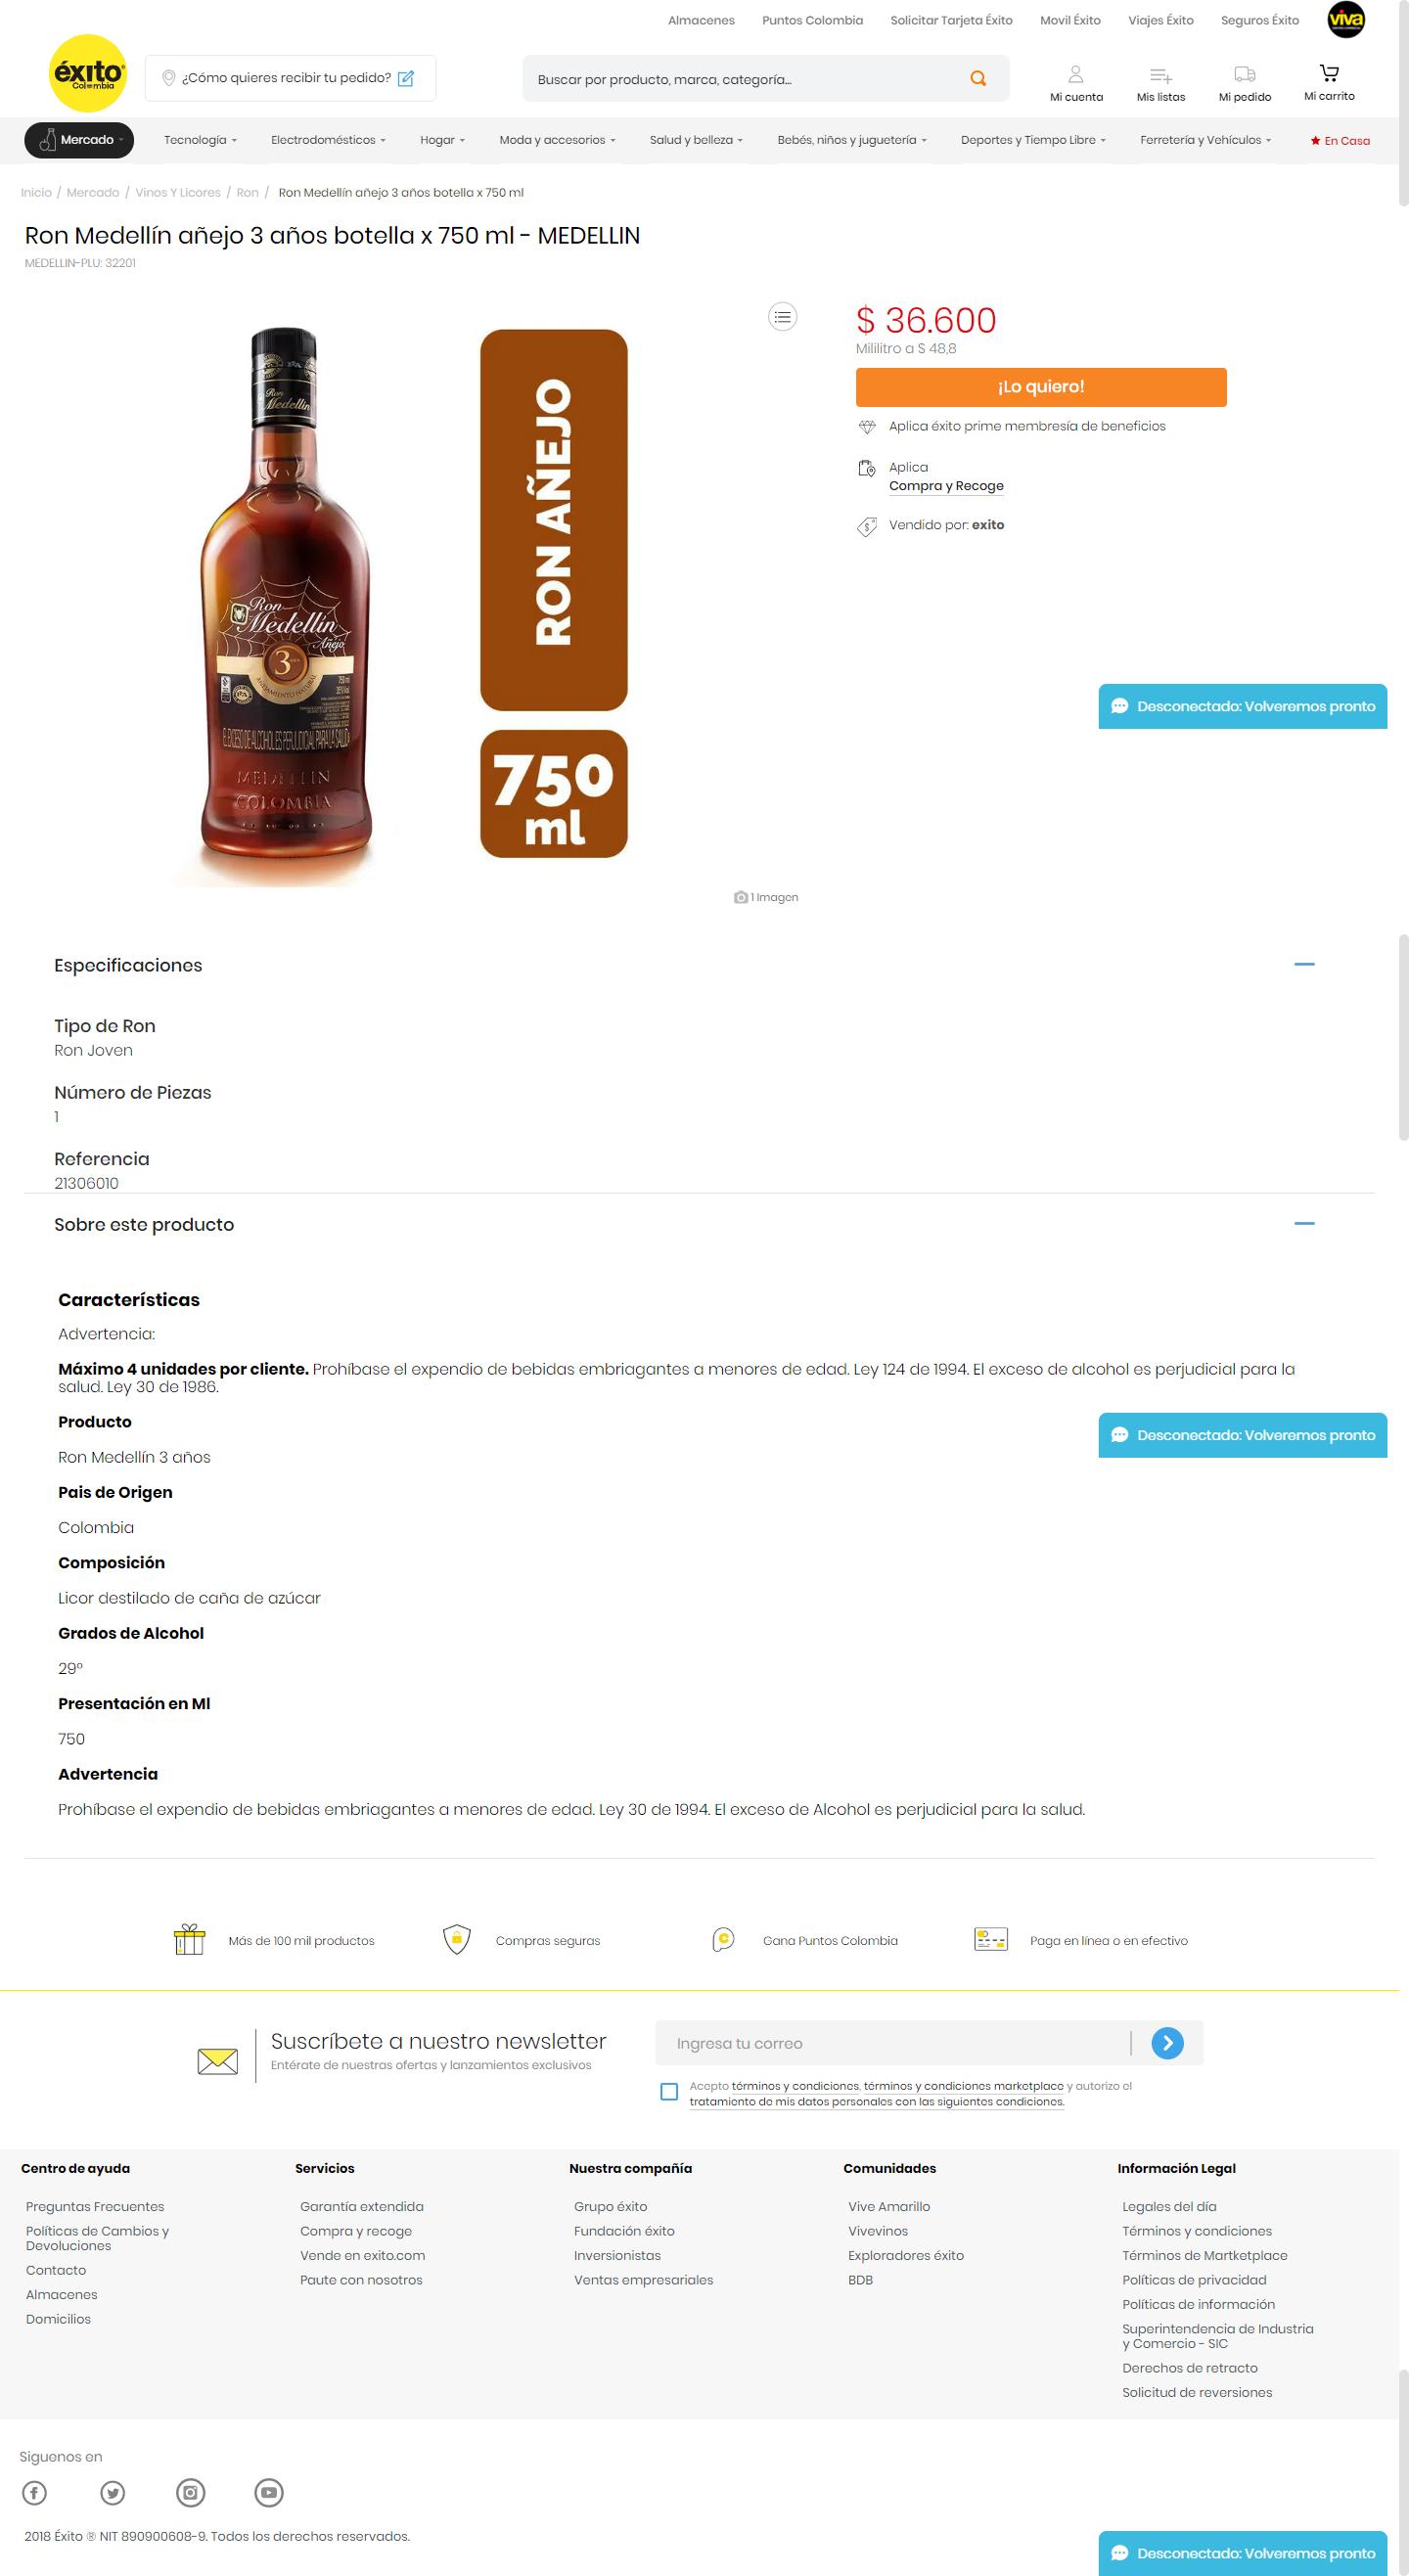 Almacenes Puntos Colombia Solicitar Tarjeta Éxito Movil Éxito Viajes Éxito Seguros Éxito viva
éxito
Colombia
¿Cómo quieres recibir tu pedido?
Buscar por producto, marca, categoría...
Mi cuenta Mis listas Mi pedido Mi carrito
Mercado Tecnología Electrodomésticos Hogar Moda y accesorios Salud y belleza Bebés, niños y juguetería Deportes y Tiempo Libre Ferretería y Vehículos En Casa
Inicio / Mercado / Vinos Y Licores / Ron / Ron Medellín añejo 3 años botella x 750 ml
Ron Medellín añejo 3 años botella x 750 ml - MEDELLIN
MEDELLIN-PLU: 32201
Ron
Medellín
Ron
Medellín
Añejo
3
AÑEJAMIENTO NATURAL
EL EXCESO DE ALCOHOL ES PERJUDICIAL PARA LA SALUD
MEDELLIN
COLOMBIA
RON AÑEJO
750
ml
1 Imagen
$ 36.600
Mililitro a $ 48,8
¡Lo quiero!
Aplica éxito prime membresía de beneficios
Aplica
Compra y Recoge
Vendido por: exito
Desconectado: Volveremos pronto
Especificaciones
Tipo de Ron
Ron Joven
Número de Piezas
1
Referencia
21306010
Sobre este producto
Características
Advertencia:
Máximo 4 unidades por cliente. Prohíbase el expendio de bebidas embriagantes a menores de edad. Ley 124 de 1994. El exceso de alcohol es perjudicial para la
salud. Ley 30 de 1986.
Producto
Desconectado: Volveremos pronto
Ron Medellín 3 años
Pais de Origen
Colombia
Composición
Licor destilado de caña de azúcar
Grados de Alcohol
29º
Presentación en Ml
750
Advertencia
Prohíbase el expendio de bebidas embriagantes a menores de edad. Ley 30 de 1994. El exceso de Alcohol es perjudicial para la salud.
Más de 100 mil productos
Compras seguras
Gana Puntos Colombia
Paga en línea o en efectivo
Suscríbete a nuestro newsletter
Entérate de nuestras ofertas y lanzamientos exclusivos
Ingresa tu correo
Acepto términos y condiciones, términos y condiciones marketplace y autorizo el
tratamiento de mis datos personales con las siguientes condiciones.
Centro de ayuda
Preguntas Frecuentes
Políticas de Cambios y
Devoluciones
Contacto
Almacenes
Domicilios
Servicios
Garantía extendida
Compra y recoge
Vende en exito.com
Paute con nosotros
Nuestra compañía
Grupo éxito
Fundación éxito
Inversionistas
Ventas empresariales
Comunidades
Vive Amarillo
Vivevinos
Exploradores éxito
BDB
Información Legal
Legales del día
Términos y condiciones
Términos de Martketplace
Políticas de privacidad
Políticas de información
Superintendencia de Industria
y Comercio - SIC
Derechos de retracto
Solicitud de reversiones
Siguenos en
2018 Éxito ® NIT 890900608-9. Todos los derechos reservados.
Desconectado: Volveremos pronto